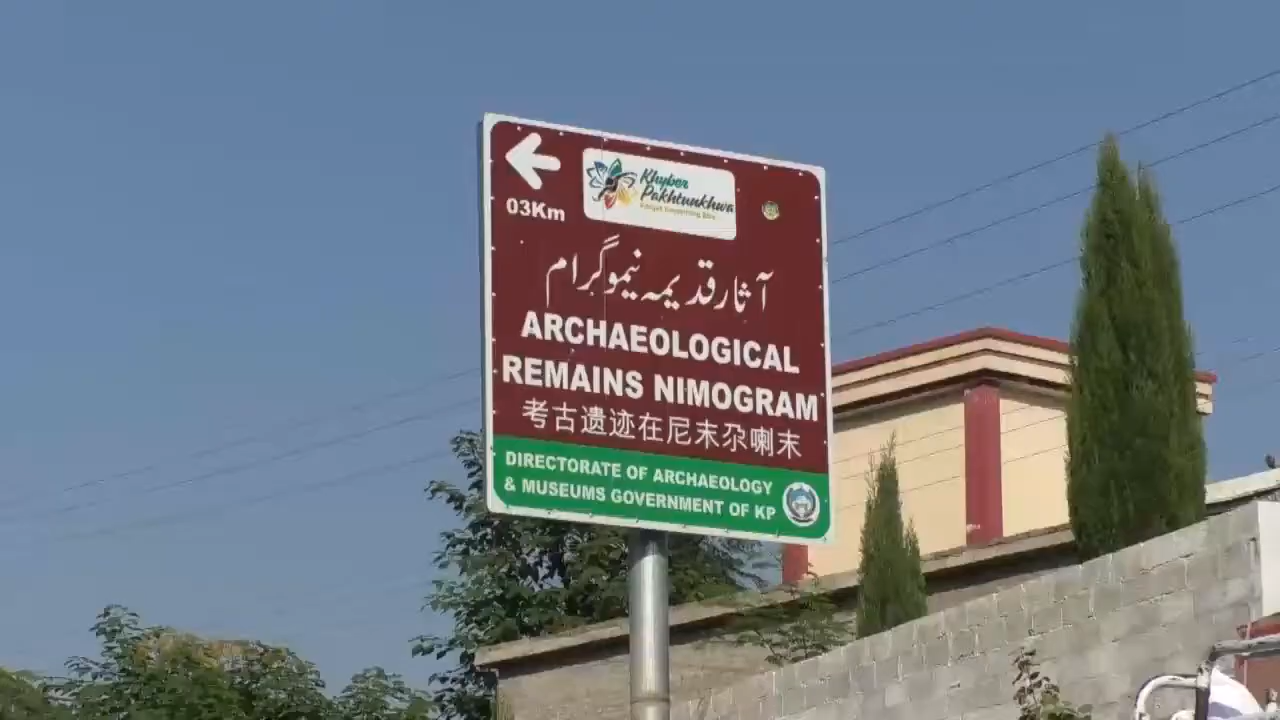 03Km
Khyber
Pakhtunkhwa
آثار قدیمہ نیموگرام
ARCHAEOLOGICAL
REMAINS NIMOGRAM
考古遗迹在尼末尕喇末
DIRECTORATE OF ARCHAEOLOGY
& MUSEUMS GOVERNMENT OF KP